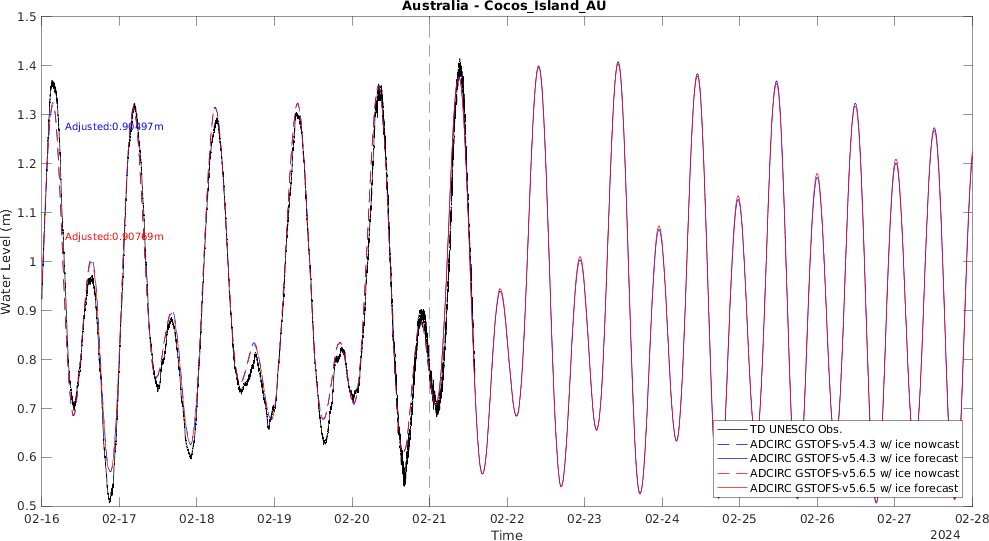 Australia - Cocos_Island_AU
1.5
1.4
1.3
1.2
1.1
1
0.9
0.8
0.7
0.6
0.5
Water Level (m)
Adjusted:0.90497m
Adjusted:0.90769m
TD UNESCO Obs.
ADCIRC GSTOFS-v5.4.3 w/ ice nowcast
ADCIRC GSTOFS-v5.4.3 w/ ice forecast
ADCIRC GSTOFS-v5.6.5 w/ ice nowcast
ADCIRC GSTOFS-v5.6.5 w/ ice forecast
02-16 02-17 02-18 02-19 02-20 02-21 02-22 02-23 02-24 02-25 02-26 02-27 02-28
Time
2024